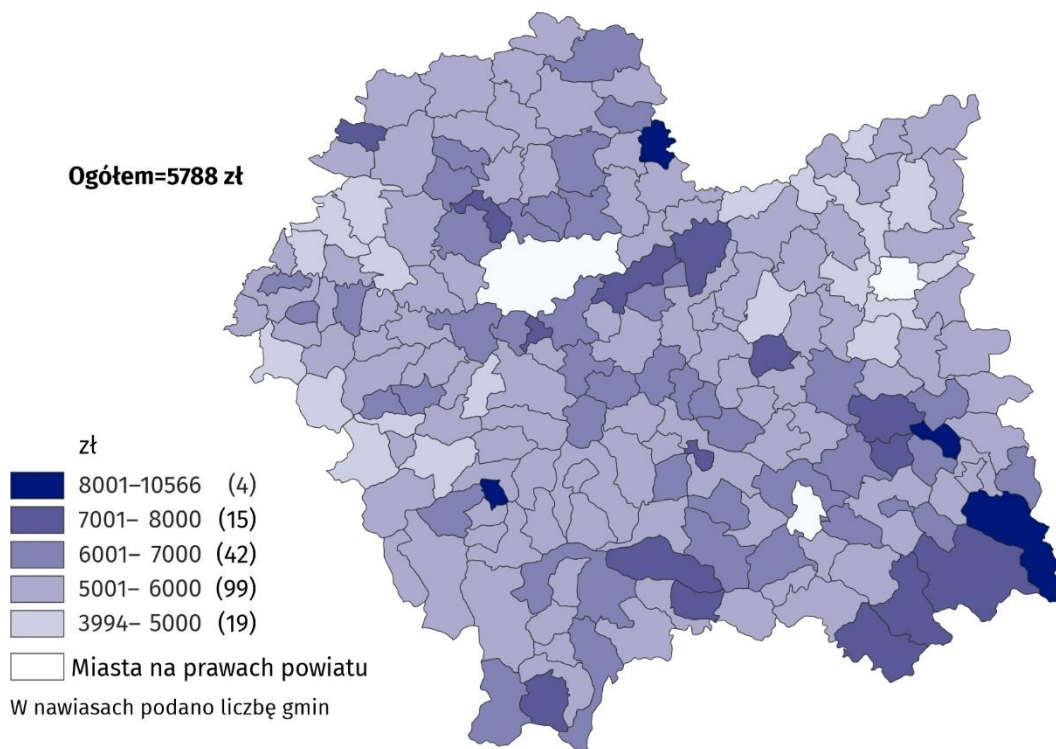 Ogółem=5788 zł
zł
8001–10566 (4)
7001– 8000 (15)
6001– 7000 (42)
5001– 6000 (99)
3994– 5000 (19)
Miasta na prawach powiatu
W nawiasach podano liczbę gmin